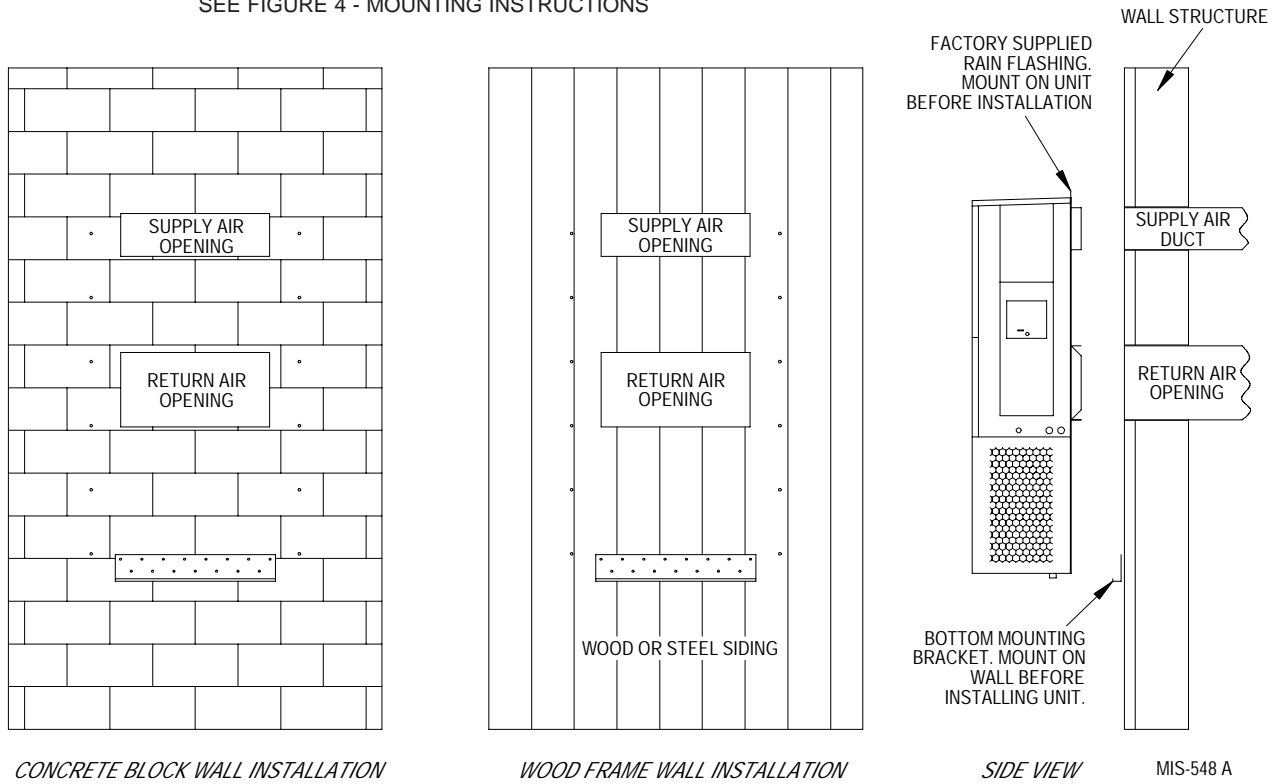 SEE FIGURE 4 - MOUNTING INSTRUCTIONS
WALL STRUCTURE
FACTORY SUPPLIED
RAIN FLASHING.
MOUNT ON UNIT
BEFORE INSTALLATION
SUPPLY AIR
OPENING
SUPPLY AIR
OPENING
SUPPLY AIR
DUCT
RETURN AIR
OPENING
RETURN AIR
OPENING
RETURN AIR
OPENING
WOOD OR STEEL SIDING
BOTTOM MOUNTING
BRACKET. MOUNT ON
WALL BEFORE
INSTALLING UNIT.
CONCRETE BLOCK WALL INSTALLATION
WOOD FRAME WALL INSTALLATION
SIDE VIEW
MIS-548 A